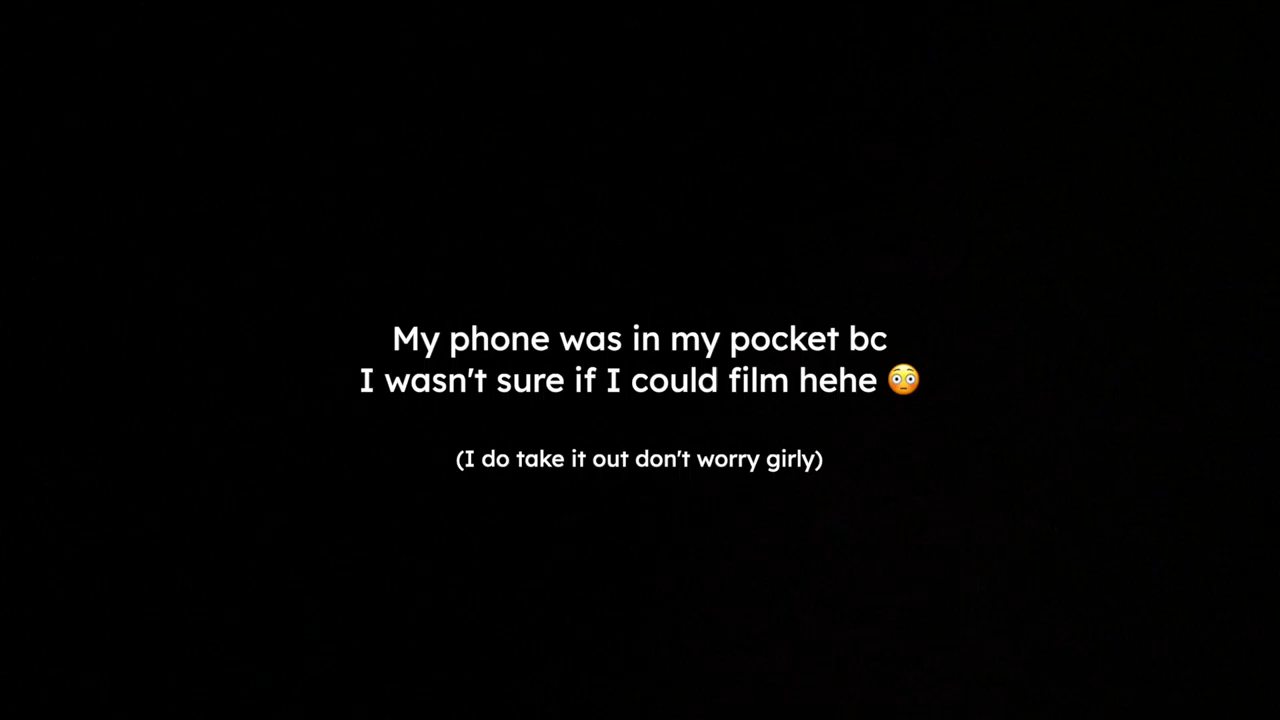 My phone was in my pocket bc
I wasn't sure if I could film hehe 😳
(I do take it out don't worry girly)